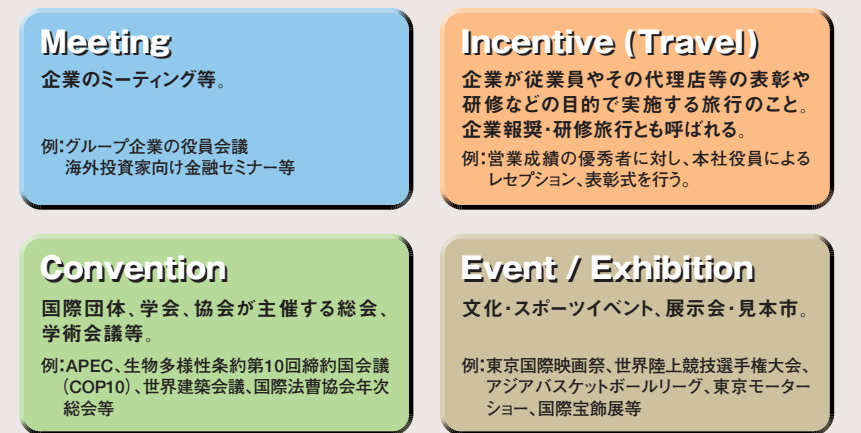 Meeting
企業のミーティング等。
例：グループ企業の役員会議
海外投資家向け金融セミナー等
Incentive (Travel)
企業が従業員やその代理店等の表彰や
研修などの目的で実施する旅行のこと。
企業報奨・研修旅行とも呼ばれる。
例：営業成績の優秀者に対し、本社役員による
レセプション、表彰式を行う。
Convention
国際団体、学会、協会が主催する総会、
学術会議等。
例：APEC、生物多様性条約第10回締約国会議
(COP10)、世界建築会議、国際法曹協会年次
総会等
Event / Exhibition
文化・スポーツイベント、展示会・見本市。
例：東京国際映画祭、世界陸上競技選手権大会、
アジアバスケットボールリーグ、東京モーター
ショー、国際宝飾展等